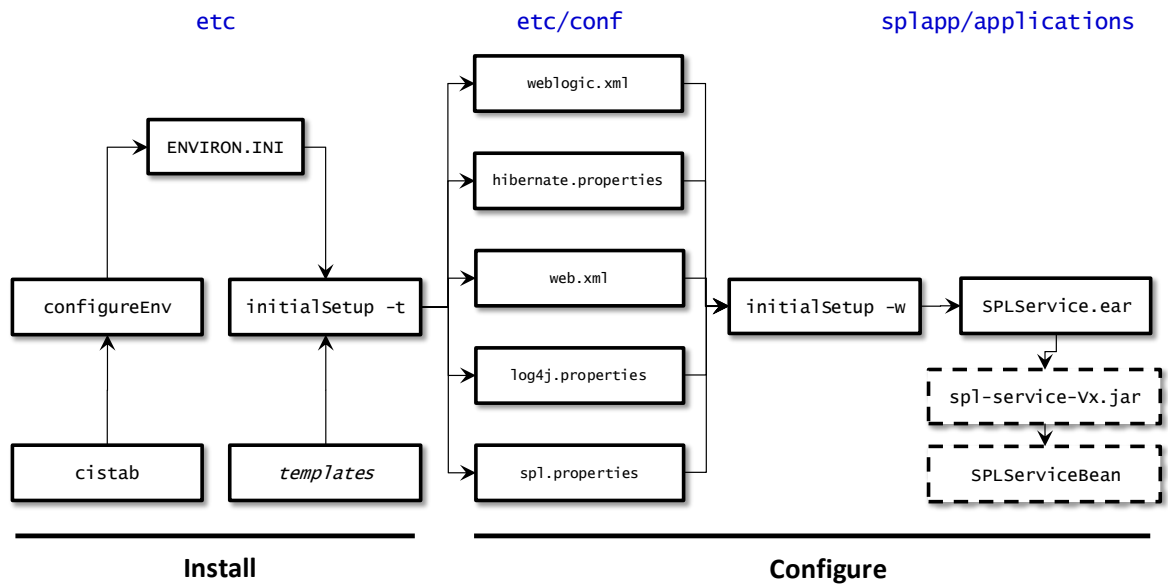 etc
etc/conf
splapp/applications
weblogic.xml
ENVIRON.INI
hibernate.properties
configureEnv
initialSetup -t
web.xml
initialSetup -w
SPLService.ear
log4j.properties
spl-service-Vx.jar
cistab
templates
spl.properties
SPLServiceBean
Install
Configure